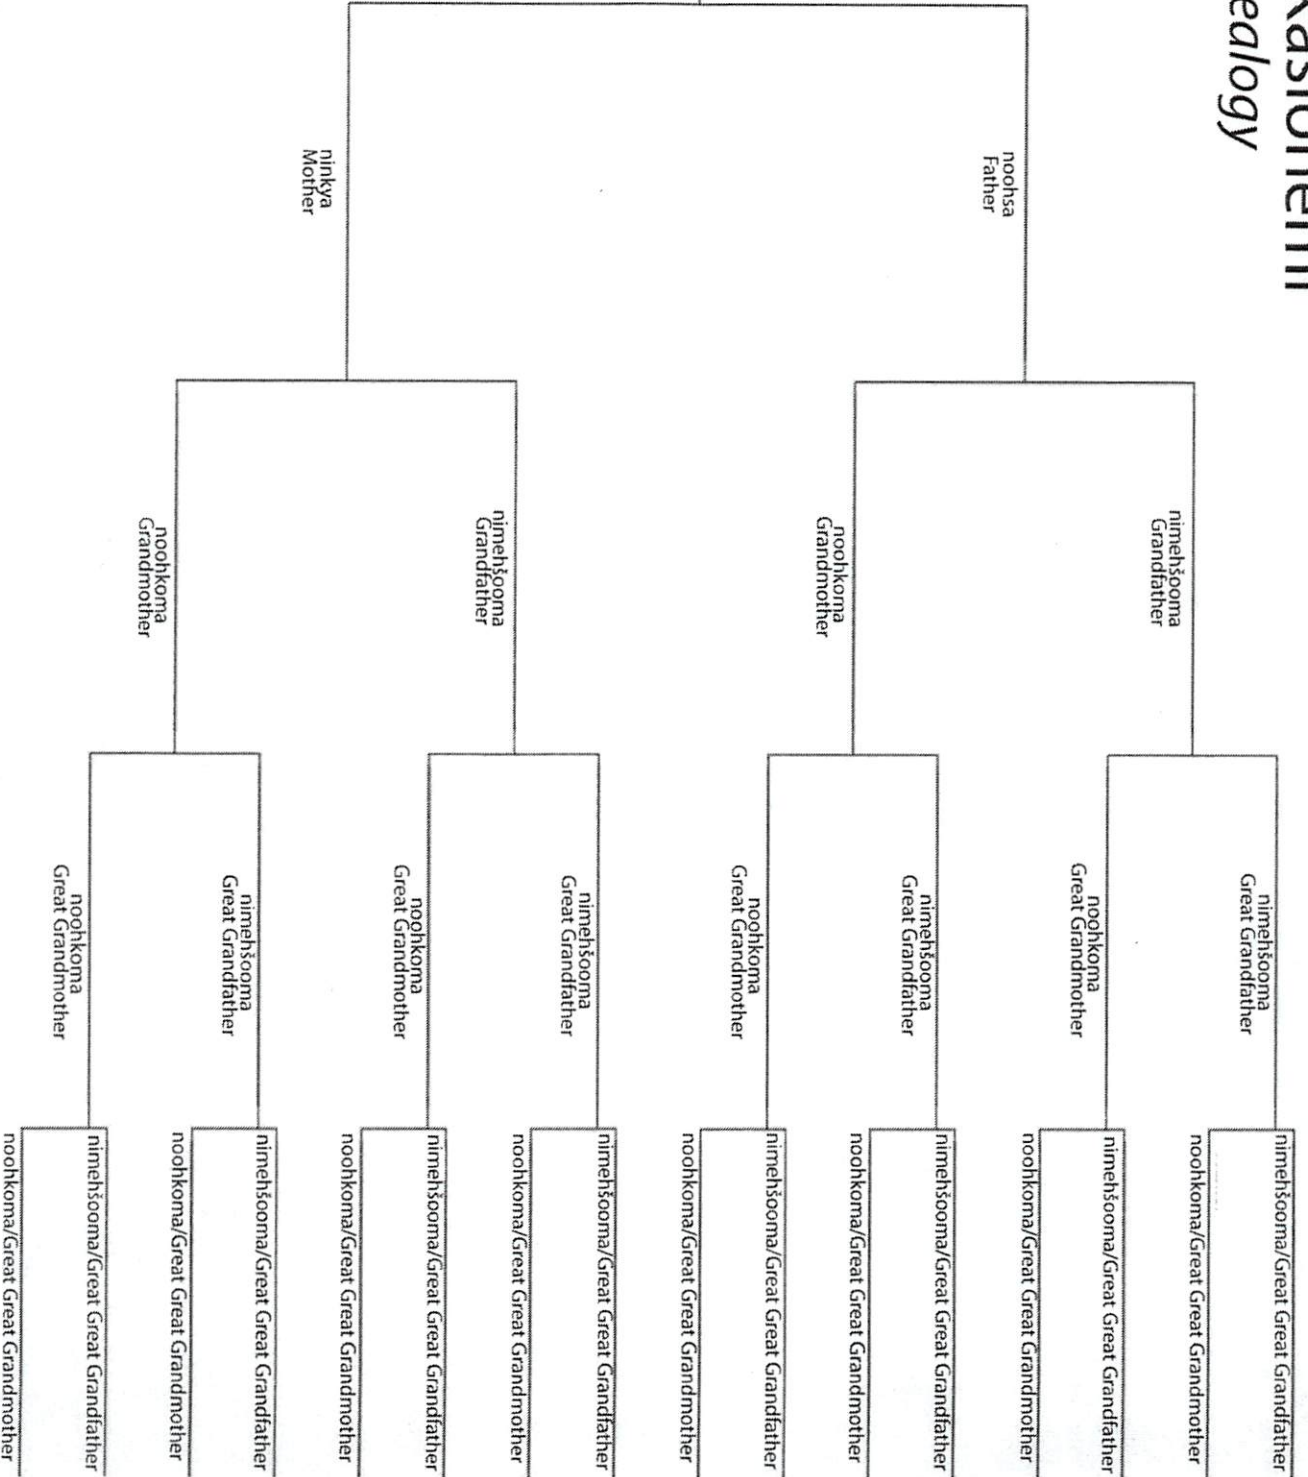 ealogy
noohsa
Father
ninkya
Mother
nimehšooma
Grandfather
noohkoma
Grandmother
nimehšooma
Grandfather
noohkoma
Grandmother
nimehšooma
Great Grandfather
noohkoma
Great Grandmother
nimehšooma
Great Grandfather
noohkoma
Great Grandmother
nimehšooma
Great Grandfather
noohkoma
Great Grandmother
nimehšooma
Great Grandfather
noohkoma
Great Grandmother
nimehšooma/Great Great Grandfather
noohkoma/Great Great Grandmother
nimehšooma/Great Great Grandfather
noohkoma/Great Great Grandmother
nimehšooma/Great Great Grandfather
noohkoma/Great Great Grandmother
nimehšooma/Great Great Grandfather
noohkoma/Great Great Grandmother
nimehšooma/Great Great Grandfather
noohkoma/Great Great Grandmother
nimehšooma/Great Great Grandfather
noohkoma/Great Great Grandmother
nimehšooma/Great Great Grandfather
noohkoma/Great Great Grandmother
nimehšooma/Great Great Grandfather
noohkoma/Great Great Grandmother